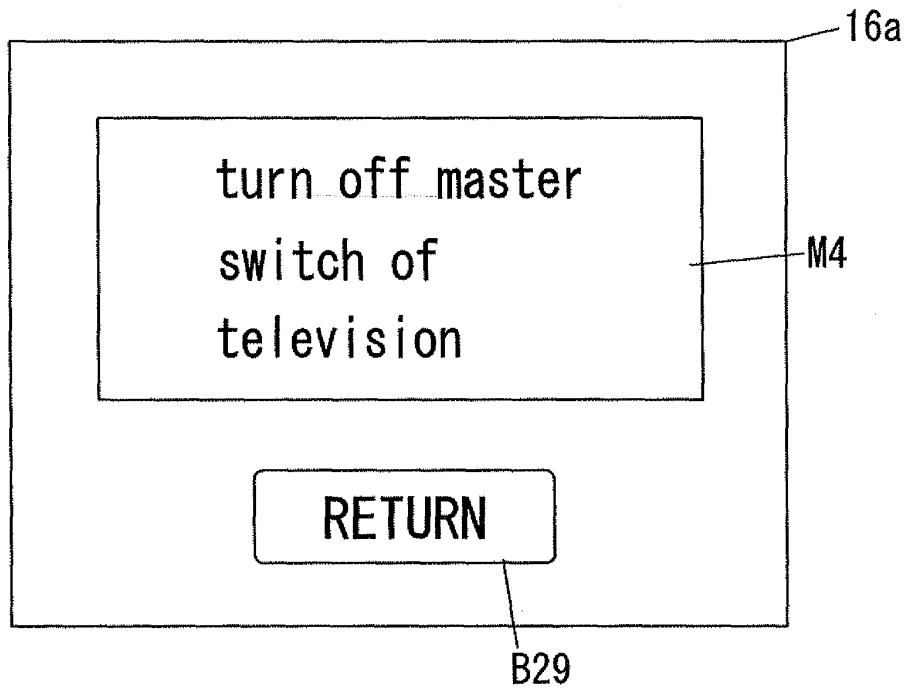 16a
turn off master
switch of
television
M4
RETURN
B29